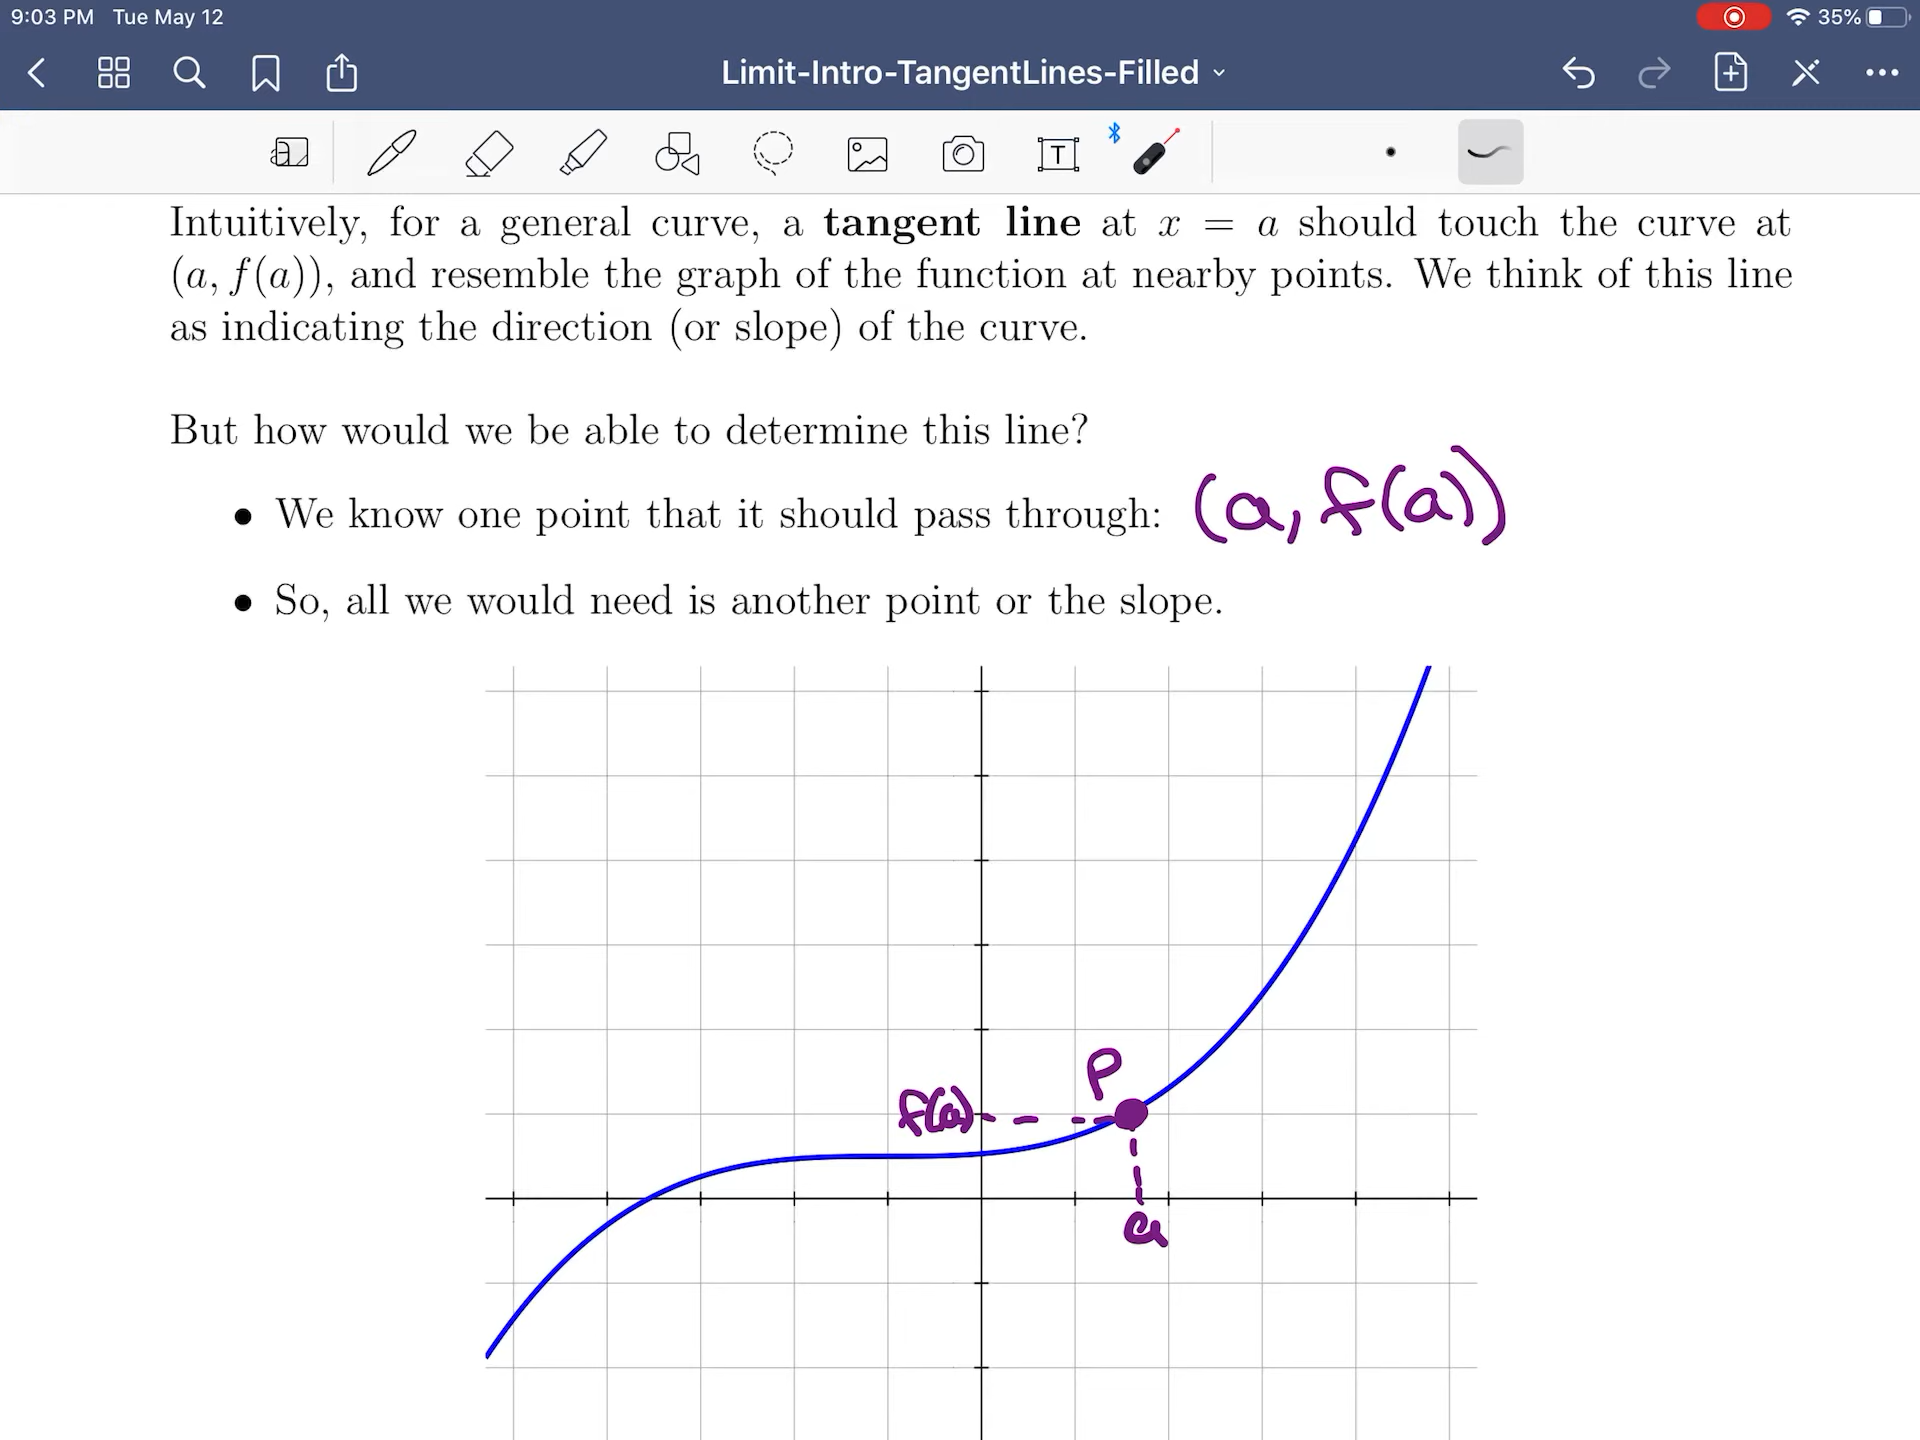 9:03 PM Tue May 12
35%
Limit-Intro-TangentLines-Filled
a
T
Intuitively, for a general curve, a tangent line at x = a should touch the curve at
(a, f(a)), and resemble the graph of the function at nearby points. We think of this line
as indicating the direction (or slope) of the curve.
But how would we be able to determine this line?
• We know one point that it should pass through: (a, f(a))
• So, all we would need is another point or the slope.
P
f(a)
a